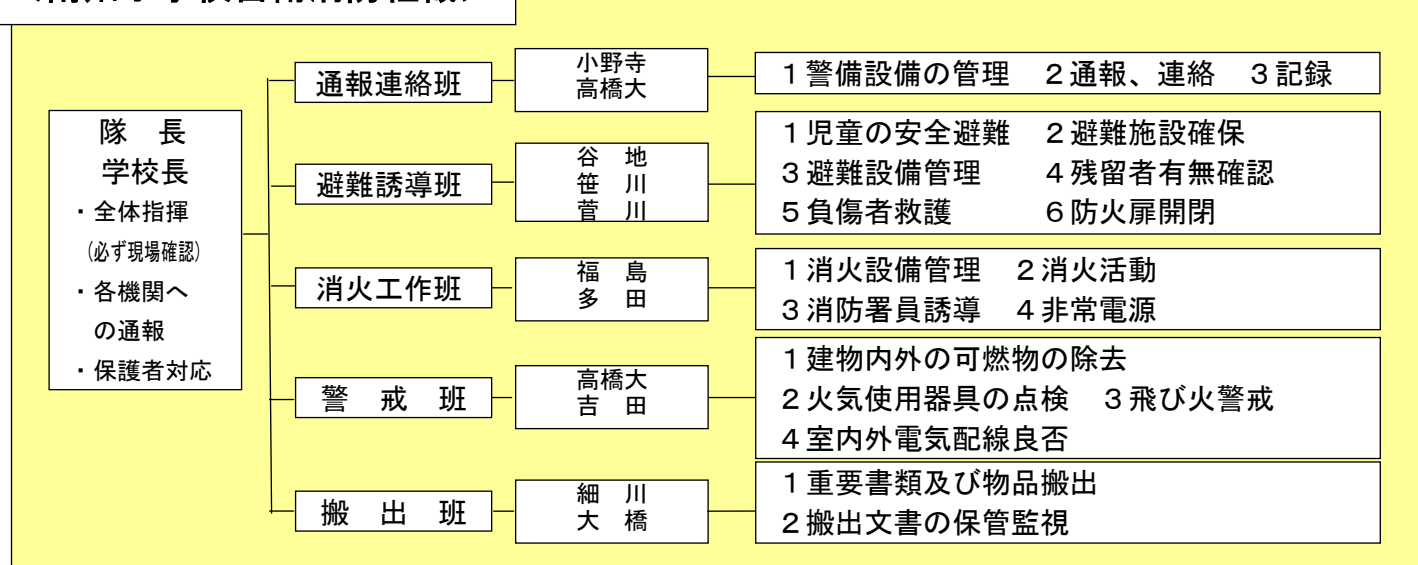 隊　長
学校長
・全体指揮
（必ず現場確認）
・各機関へ
の通報
・保護者対応
通報連絡班
小野寺
高橋大
１警備設備の管理　２通報、連絡　３記録
避難誘導班
谷　地
笹　川
菅　川
１児童の安全避難　２避難施設確保
３避難設備管理　　４残留者有無確認
５負傷者救護　　　６防火扉開閉
消火工作班
福　島
多　田
１消火設備管理　２消火活動
３消防署員誘導　４非常電源
警　戒　班
高橋大
吉　田
１建物内外の可燃物の除去
２火気使用器具の点検　３飛び火警戒
４室内外電気配線良否
搬　出　班
細　川
大　橋
１重要書類及び物品搬出
２搬出文書の保管監視